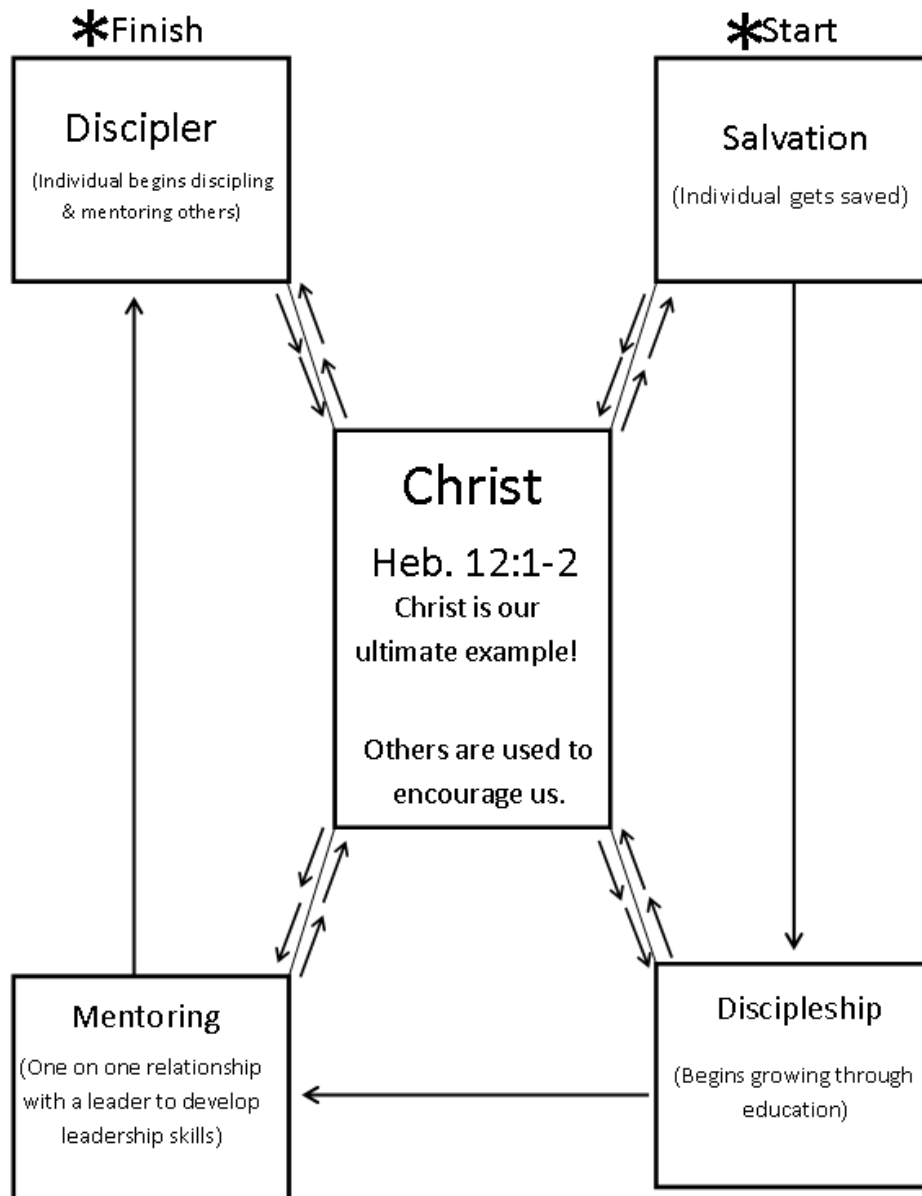 *Finish
*Start
Discipler
(Individual begins discipling
& mentoring others)
Salvation
(Individual gets saved)
Christ
Heb. 12:1-2
Christ is our
ultimate example!
Others are used to
encourage us.
Mentoring
(One on one relationship
with a leader to develop
leadership skills)
Discipleship
(Begins growing through
education)